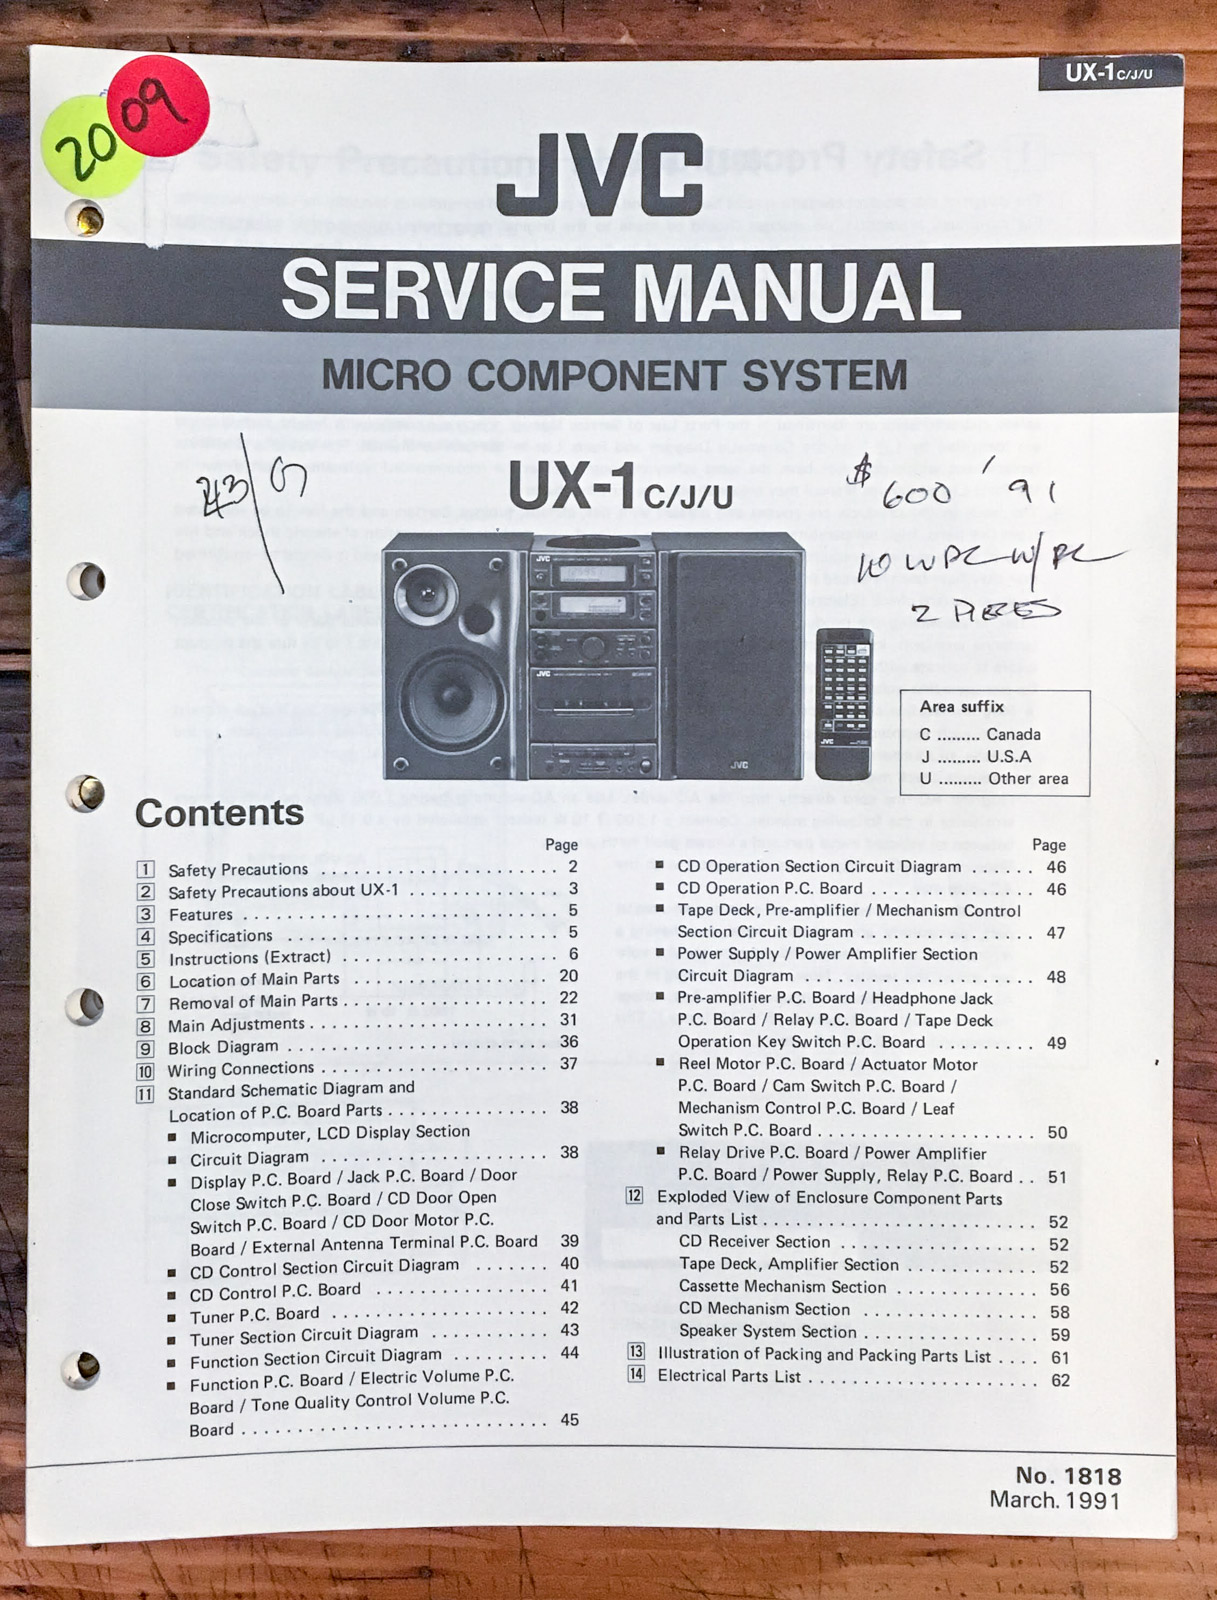 UX-1 C/J/U
2009
JVC
SERVICE MANUAL
MICRO COMPONENT SYSTEM
UX-1 C/J/U
$600 '91
10 WPC W/RC
2 PIECES
JVC
JVC
JVC
JVC
Area suffix
C ......... Canada
J ......... U.S.A
U ......... Other area
Contents
Page
1 Safety Precautions . . . . . . . . . . . . . . . . . . . . . . 2
2 Safety Precautions about UX-1 . . . . . . . . . . . . . . 3
3 Features . . . . . . . . . . . . . . . . . . . . . . . . . . . . . 5
4 Specifications . . . . . . . . . . . . . . . . . . . . . . . . . 5
5 Instructions (Extract) . . . . . . . . . . . . . . . . . . . . 6
6 Location of Main Parts . . . . . . . . . . . . . . . . . . 20
7 Removal of Main Parts . . . . . . . . . . . . . . . . . . . 22
8 Main Adjustments . . . . . . . . . . . . . . . . . . . . . . 31
9 Block Diagram . . . . . . . . . . . . . . . . . . . . . . . . 36
10 Wiring Connections . . . . . . . . . . . . . . . . . . . . . 37
11 Standard Schematic Diagram and
Location of P.C. Board Parts . . . . . . . . . . . . . . . 38
■ Microcomputer, LCD Display Section
■ Circuit Diagram . . . . . . . . . . . . . . . . . . . . . 38
■ Display P.C. Board / Jack P.C. Board / Door
Close Switch P.C. Board / CD Door Open
Switch P.C. Board / CD Door Motor P.C.
Board / External Antenna Terminal P.C. Board 39
■ CD Control Section Circuit Diagram . . . . . . . 40
■ CD Control P.C. Board . . . . . . . . . . . . . . . . 41
■ Tuner P.C. Board . . . . . . . . . . . . . . . . . . . . 42
■ Tuner Section Circuit Diagram . . . . . . . . . . . 43
■ Function Section Circuit Diagram . . . . . . . . . 44
■ Function P.C. Board / Electric Volume P.C.
Board / Tone Quality Control Volume P.C.
Board . . . . . . . . . . . . . . . . . . . . . . . . . . . . 45
Page
■ CD Operation Section Circuit Diagram . . . . . . 46
■ CD Operation P.C. Board . . . . . . . . . . . . . . . 46
■ Tape Deck, Pre-amplifier / Mechanism Control
Section Circuit Diagram . . . . . . . . . . . . . . . . 47
■ Power Supply / Power Amplifier Section
Circuit Diagram . . . . . . . . . . . . . . . . . . . . . . 48
■ Pre-amplifier P.C. Board / Headphone Jack
P.C. Board / Relay P.C. Board / Tape Deck
Operation Key Switch P.C. Board . . . . . . . . . 49
■ Reel Motor P.C. Board / Actuator Motor
P.C. Board / Cam Switch P.C. Board /
Mechanism Control P.C. Board / Leaf
Switch P.C. Board . . . . . . . . . . . . . . . . . . . . 50
■ Relay Drive P.C. Board / Power Amplifier
P.C. Board / Power Supply, Relay P.C. Board . . 51
12 Exploded View of Enclosure Component Parts
and Parts List . . . . . . . . . . . . . . . . . . . . . . . . . 52
CD Receiver Section . . . . . . . . . . . . . . . . . . 52
Tape Deck, Amplifier Section . . . . . . . . . . . . 52
Cassette Mechanism Section . . . . . . . . . . . . . 56
CD Mechanism Section . . . . . . . . . . . . . . . . 58
Speaker System Section . . . . . . . . . . . . . . . . 59
13 Illustration of Packing and Packing Parts List . . . . 61
14 Electrical Parts List . . . . . . . . . . . . . . . . . . . . . 62
No. 1818
March. 1991